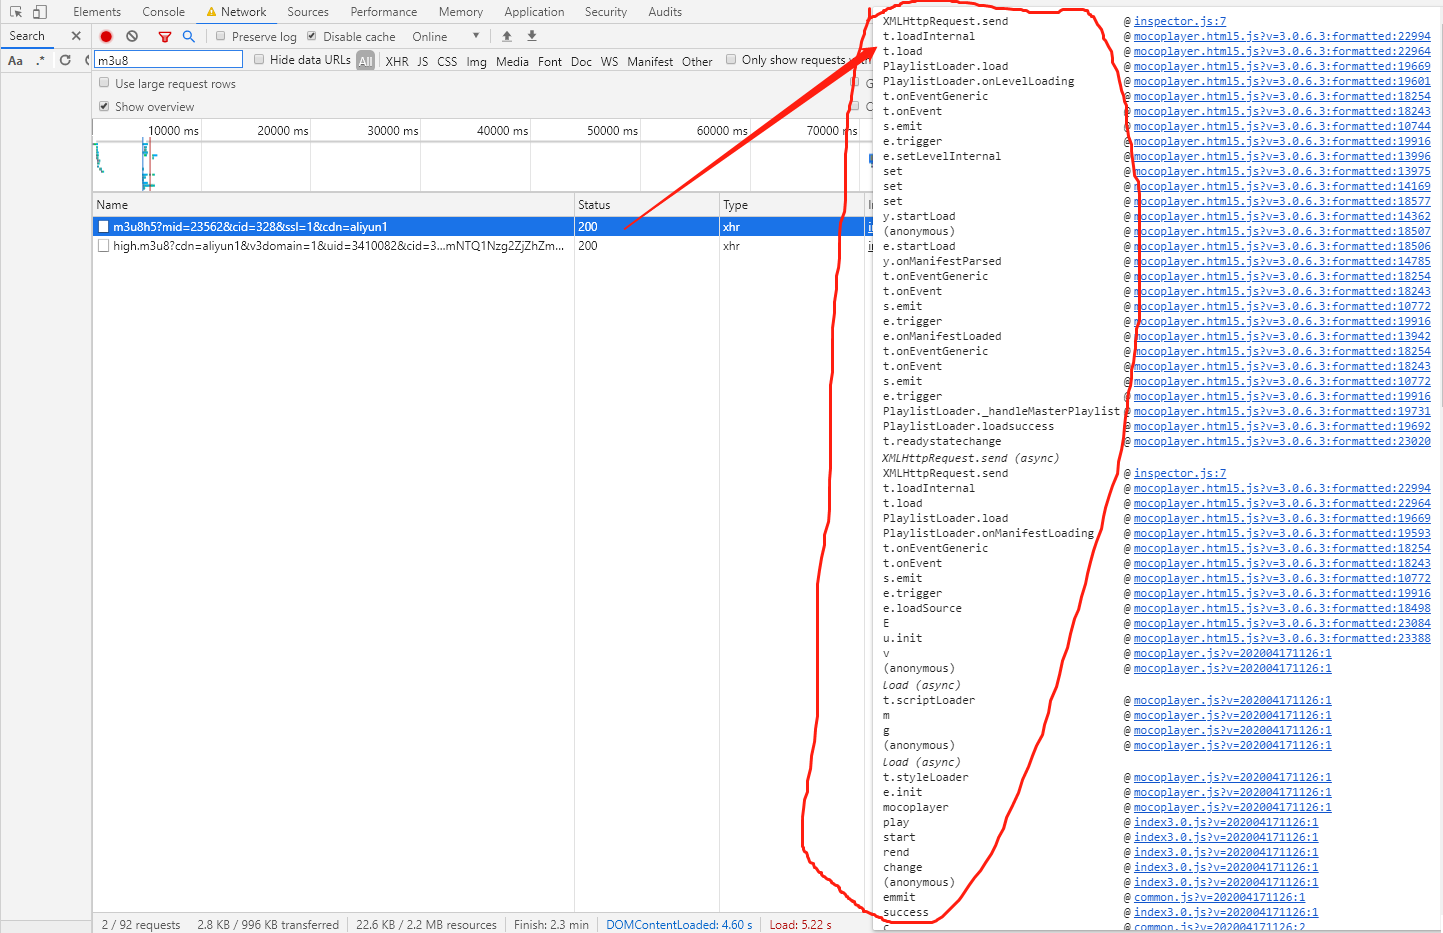 Elements Console Network Sources Performance Memory Application Security Audits
Search
Preserve log Disable cache Online
Aa .*
m3u8 Hide data URLs All XHR JS CSS Img Media Font Doc WS Manifest Other Only show requests
Use large request rows
Show overview
10000 ms 20000 ms 30000 ms 40000 ms 50000 ms 60000 ms 70000 ms
Name Status Type
m3u8h5?mid=23562&cid=328&ssl=1&cdn=aliyun1 200 xhr
high.m3u8?cdn=aliyun1&v3domain=1&uid=3410082&cid=3...mNTQ1Nzg2ZjZhZm... 200 xhr
XMLHttpRequest.send @ inspector.js:7
t.loadInternal @ mocoplayer.html5.js?v=3.0.6.3:formatted:22994
t.load @ mocoplayer.html5.js?v=3.0.6.3:formatted:22964
PlaylistLoader.load @ mocoplayer.html5.js?v=3.0.6.3:formatted:19669
PlaylistLoader.onLevelLoading @ mocoplayer.html5.js?v=3.0.6.3:formatted:19601
t.onEventGeneric @ mocoplayer.html5.js?v=3.0.6.3:formatted:18254
t.onEvent @ mocoplayer.html5.js?v=3.0.6.3:formatted:18243
s.emit @ mocoplayer.html5.js?v=3.0.6.3:formatted:10744
e.trigger @ mocoplayer.html5.js?v=3.0.6.3:formatted:19916
e.setLevelInternal @ mocoplayer.html5.js?v=3.0.6.3:formatted:13996
set @ mocoplayer.html5.js?v=3.0.6.3:formatted:13975
set @ mocoplayer.html5.js?v=3.0.6.3:formatted:14169
set @ mocoplayer.html5.js?v=3.0.6.3:formatted:18577
y.startLoad @ mocoplayer.html5.js?v=3.0.6.3:formatted:14362
(anonymous) @ mocoplayer.html5.js?v=3.0.6.3:formatted:18507
e.startLoad @ mocoplayer.html5.js?v=3.0.6.3:formatted:18506
y.onManifestParsed @ mocoplayer.html5.js?v=3.0.6.3:formatted:14785
t.onEventGeneric @ mocoplayer.html5.js?v=3.0.6.3:formatted:18254
t.onEvent @ mocoplayer.html5.js?v=3.0.6.3:formatted:18243
s.emit @ mocoplayer.html5.js?v=3.0.6.3:formatted:10772
e.trigger @ mocoplayer.html5.js?v=3.0.6.3:formatted:19916
e.onManifestLoaded @ mocoplayer.html5.js?v=3.0.6.3:formatted:13942
t.onEventGeneric @ mocoplayer.html5.js?v=3.0.6.3:formatted:18254
t.onEvent @ mocoplayer.html5.js?v=3.0.6.3:formatted:18243
s.emit @ mocoplayer.html5.js?v=3.0.6.3:formatted:10772
e.trigger @ mocoplayer.html5.js?v=3.0.6.3:formatted:19916
PlaylistLoader._handleMasterPlaylist @ mocoplayer.html5.js?v=3.0.6.3:formatted:19731
PlaylistLoader.loadsuccess @ mocoplayer.html5.js?v=3.0.6.3:formatted:19692
t.readystatechange @ mocoplayer.html5.js?v=3.0.6.3:formatted:23020
XMLHttpRequest.send (async)
XMLHttpRequest.send @ inspector.js:7
t.loadInternal @ mocoplayer.html5.js?v=3.0.6.3:formatted:22994
t.load @ mocoplayer.html5.js?v=3.0.6.3:formatted:22964
PlaylistLoader.load @ mocoplayer.html5.js?v=3.0.6.3:formatted:19669
PlaylistLoader.onManifestLoading @ mocoplayer.html5.js?v=3.0.6.3:formatted:19593
t.onEventGeneric @ mocoplayer.html5.js?v=3.0.6.3:formatted:18254
t.onEvent @ mocoplayer.html5.js?v=3.0.6.3:formatted:18243
s.emit @ mocoplayer.html5.js?v=3.0.6.3:formatted:10772
e.trigger @ mocoplayer.html5.js?v=3.0.6.3:formatted:19916
e.loadSource @ mocoplayer.html5.js?v=3.0.6.3:formatted:18498
E @ mocoplayer.html5.js?v=3.0.6.3:formatted:23084
u.init @ mocoplayer.html5.js?v=3.0.6.3:formatted:23388
v @ mocoplayer.js?v=202004171126:1
(anonymous) @ mocoplayer.js?v=202004171126:1
load (async)
t.scriptLoader @ mocoplayer.js?v=202004171126:1
m @ mocoplayer.js?v=202004171126:1
g @ mocoplayer.js?v=202004171126:1
(anonymous) @ mocoplayer.js?v=202004171126:1
load (async)
t.styleLoader @ mocoplayer.js?v=202004171126:1
e.init @ mocoplayer.js?v=202004171126:1
mocoplayer @ mocoplayer.js?v=202004171126:1
play @ index3.0.js?v=202004171126:1
start @ index3.0.js?v=202004171126:1
rend @ index3.0.js?v=202004171126:1
change @ index3.0.js?v=202004171126:1
(anonymous) @ index3.0.js?v=202004171126:1
emmit @ common.js?v=202004171126:1
success @ index3.0.js?v=202004171126:1
c @ common.js?v=202004171126:2
2 / 92 requests 2.8 KB / 996 KB transferred 22.6 KB / 2.2 MB resources Finish: 2.3 min DOMContentLoaded: 4.60 s Load: 5.22 s